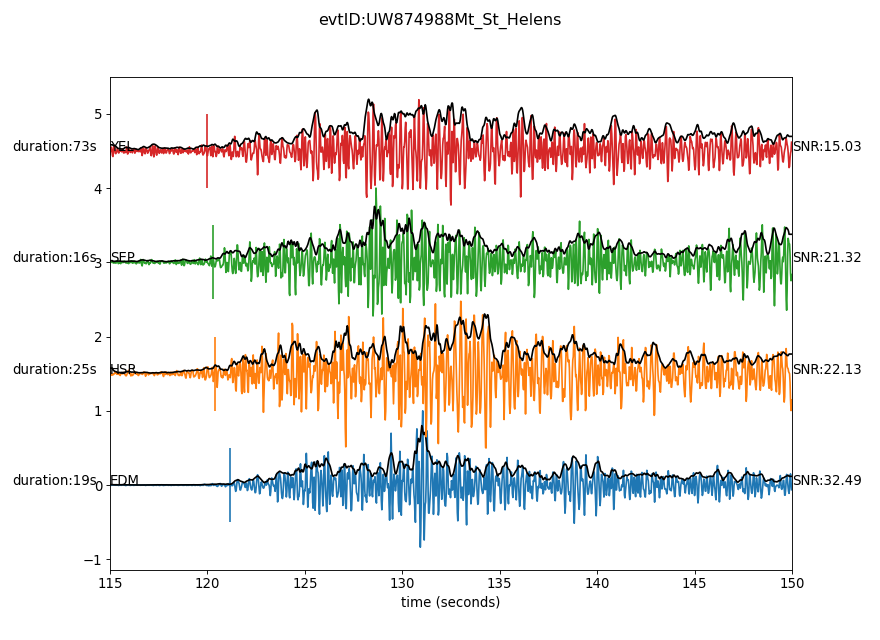 evtID:UW874988Mt_St_Helens
5
duration:73s YEL SNR:15.03
4
duration:16s SEP SNR:21.32
3
2
duration:25s HSR SNR:22.13
1
duration:19s EDM SNR:32.49
0
−1
115 120 125 130 135 140 145 150
time (seconds)